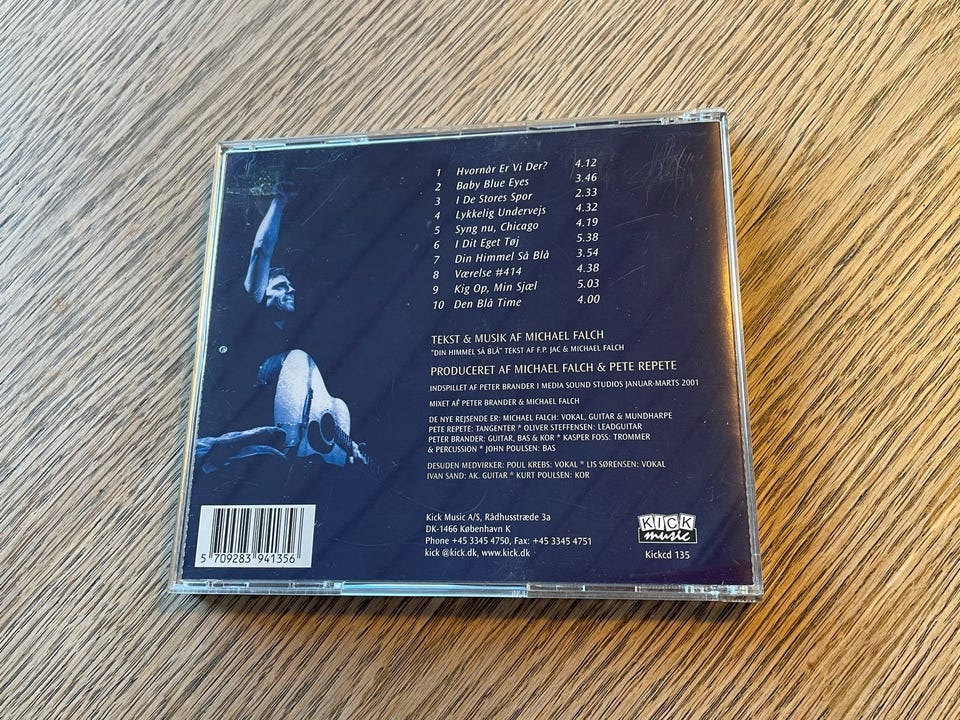 1 Hvornår Er Vi Der? 4.12
2 Baby Blue Eyes 3.46
3 I De Stores Spor 2.33
4 Lykkelig Undervejs 4.32
5 Syng nu, Chicago 4.19
6 I Dit Eget Tøj 5.38
7 Din Himmel Så Blå 3.54
8 Værelse #414 4.38
9 Kig Op, Min Sjæl 5.03
10 Den Blå Time 4.00
TEKST & MUSIK AF MICHAEL FALCH
"DIN HIMMEL SÅ BLÅ" TEKST AF F.P. JAC & MICHAEL FALCH
PRODUCERET AF MICHAEL FALCH & PETE REPETE
INDSPILLET AF PETER BRANDER I MEDIA SOUND STUDIOS JANUAR-MARTS 2001
MIXET AF PETER BRANDER & MICHAEL FALCH
DE NYE REJSENDE ER: MICHAEL FALCH: VOKAL, GUITAR & MUNDHARPE
PETE REPETE: TANGENTER * OLIVER STEFFENSEN: LEADGUITAR
PETER BRANDER: GUITAR, BAS & KOR * KASPER FOSS: TROMMER
& PERCUSSION * JOHN POULSEN: BAS
DESUDEN MEDVIRKER: POUL KREBS: VOKAL * LIS SØRENSEN: VOKAL
IVAN SAND: AK. GUITAR * KURT POULSEN: KOR
Kick Music A/S, Rådhusstræde 3a
DK-1466 København K
Phone +45 3345 4750, Fax: +45 3345 4751
kick @kick.dk, www.kick.dk
KICK
music
Kickcd 135
5 709283 941356